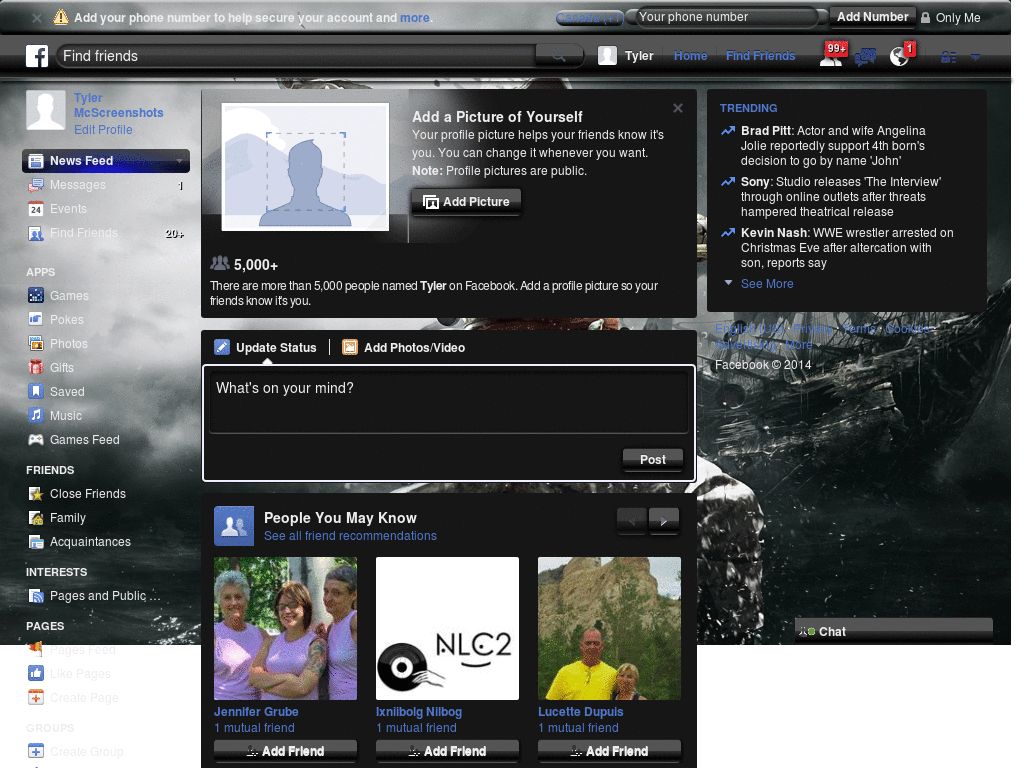 Add your phone number to help secure your account and more.
Your phone number
Add Number
Only Me
Find friends
Tyler
Home
Find Friends
99+
1
Tyler
McScreenshots
Edit Profile
News Feed
Messages 1
24 Events
Find Friends 20+
APPS
Games
Pokes
Photos
Gifts
Saved
Music
Games Feed
FRIENDS
Close Friends
Family
Acquaintances
INTERESTS
Pages and Public ...
PAGES
Pages Feed
Like Pages
Create Page
GROUPS
Create Group
Add a Picture of Yourself
Your profile picture helps your friends know it's
you. You can change it whenever you want.
Note: Profile pictures are public.
Add Picture
5,000+
There are more than 5,000 people named Tyler on Facebook. Add a profile picture so your
friends know it's you.
Update Status
Add Photos/Video
What's on your mind?
Post
People You May Know
See all friend recommendations
NLC2
Jennifer Grube
1 mutual friend
Add Friend
Ixniibolg Nilbog
1 mutual friend
Add Friend
Lucette Dupuis
1 mutual friend
Add Friend
TRENDING
Brad Pitt: Actor and wife Angelina
Jolie reportedly support 4th born's
decision to go by name 'John'
Sony: Studio releases 'The Interview'
through online outlets after threats
hampered theatrical release
Kevin Nash: WWE wrestler arrested on
Christmas Eve after altercation with
son, reports say
See More
English (US) · Privacy · Terms · Cookies ·
Advertising · More
Facebook © 2014
Chat